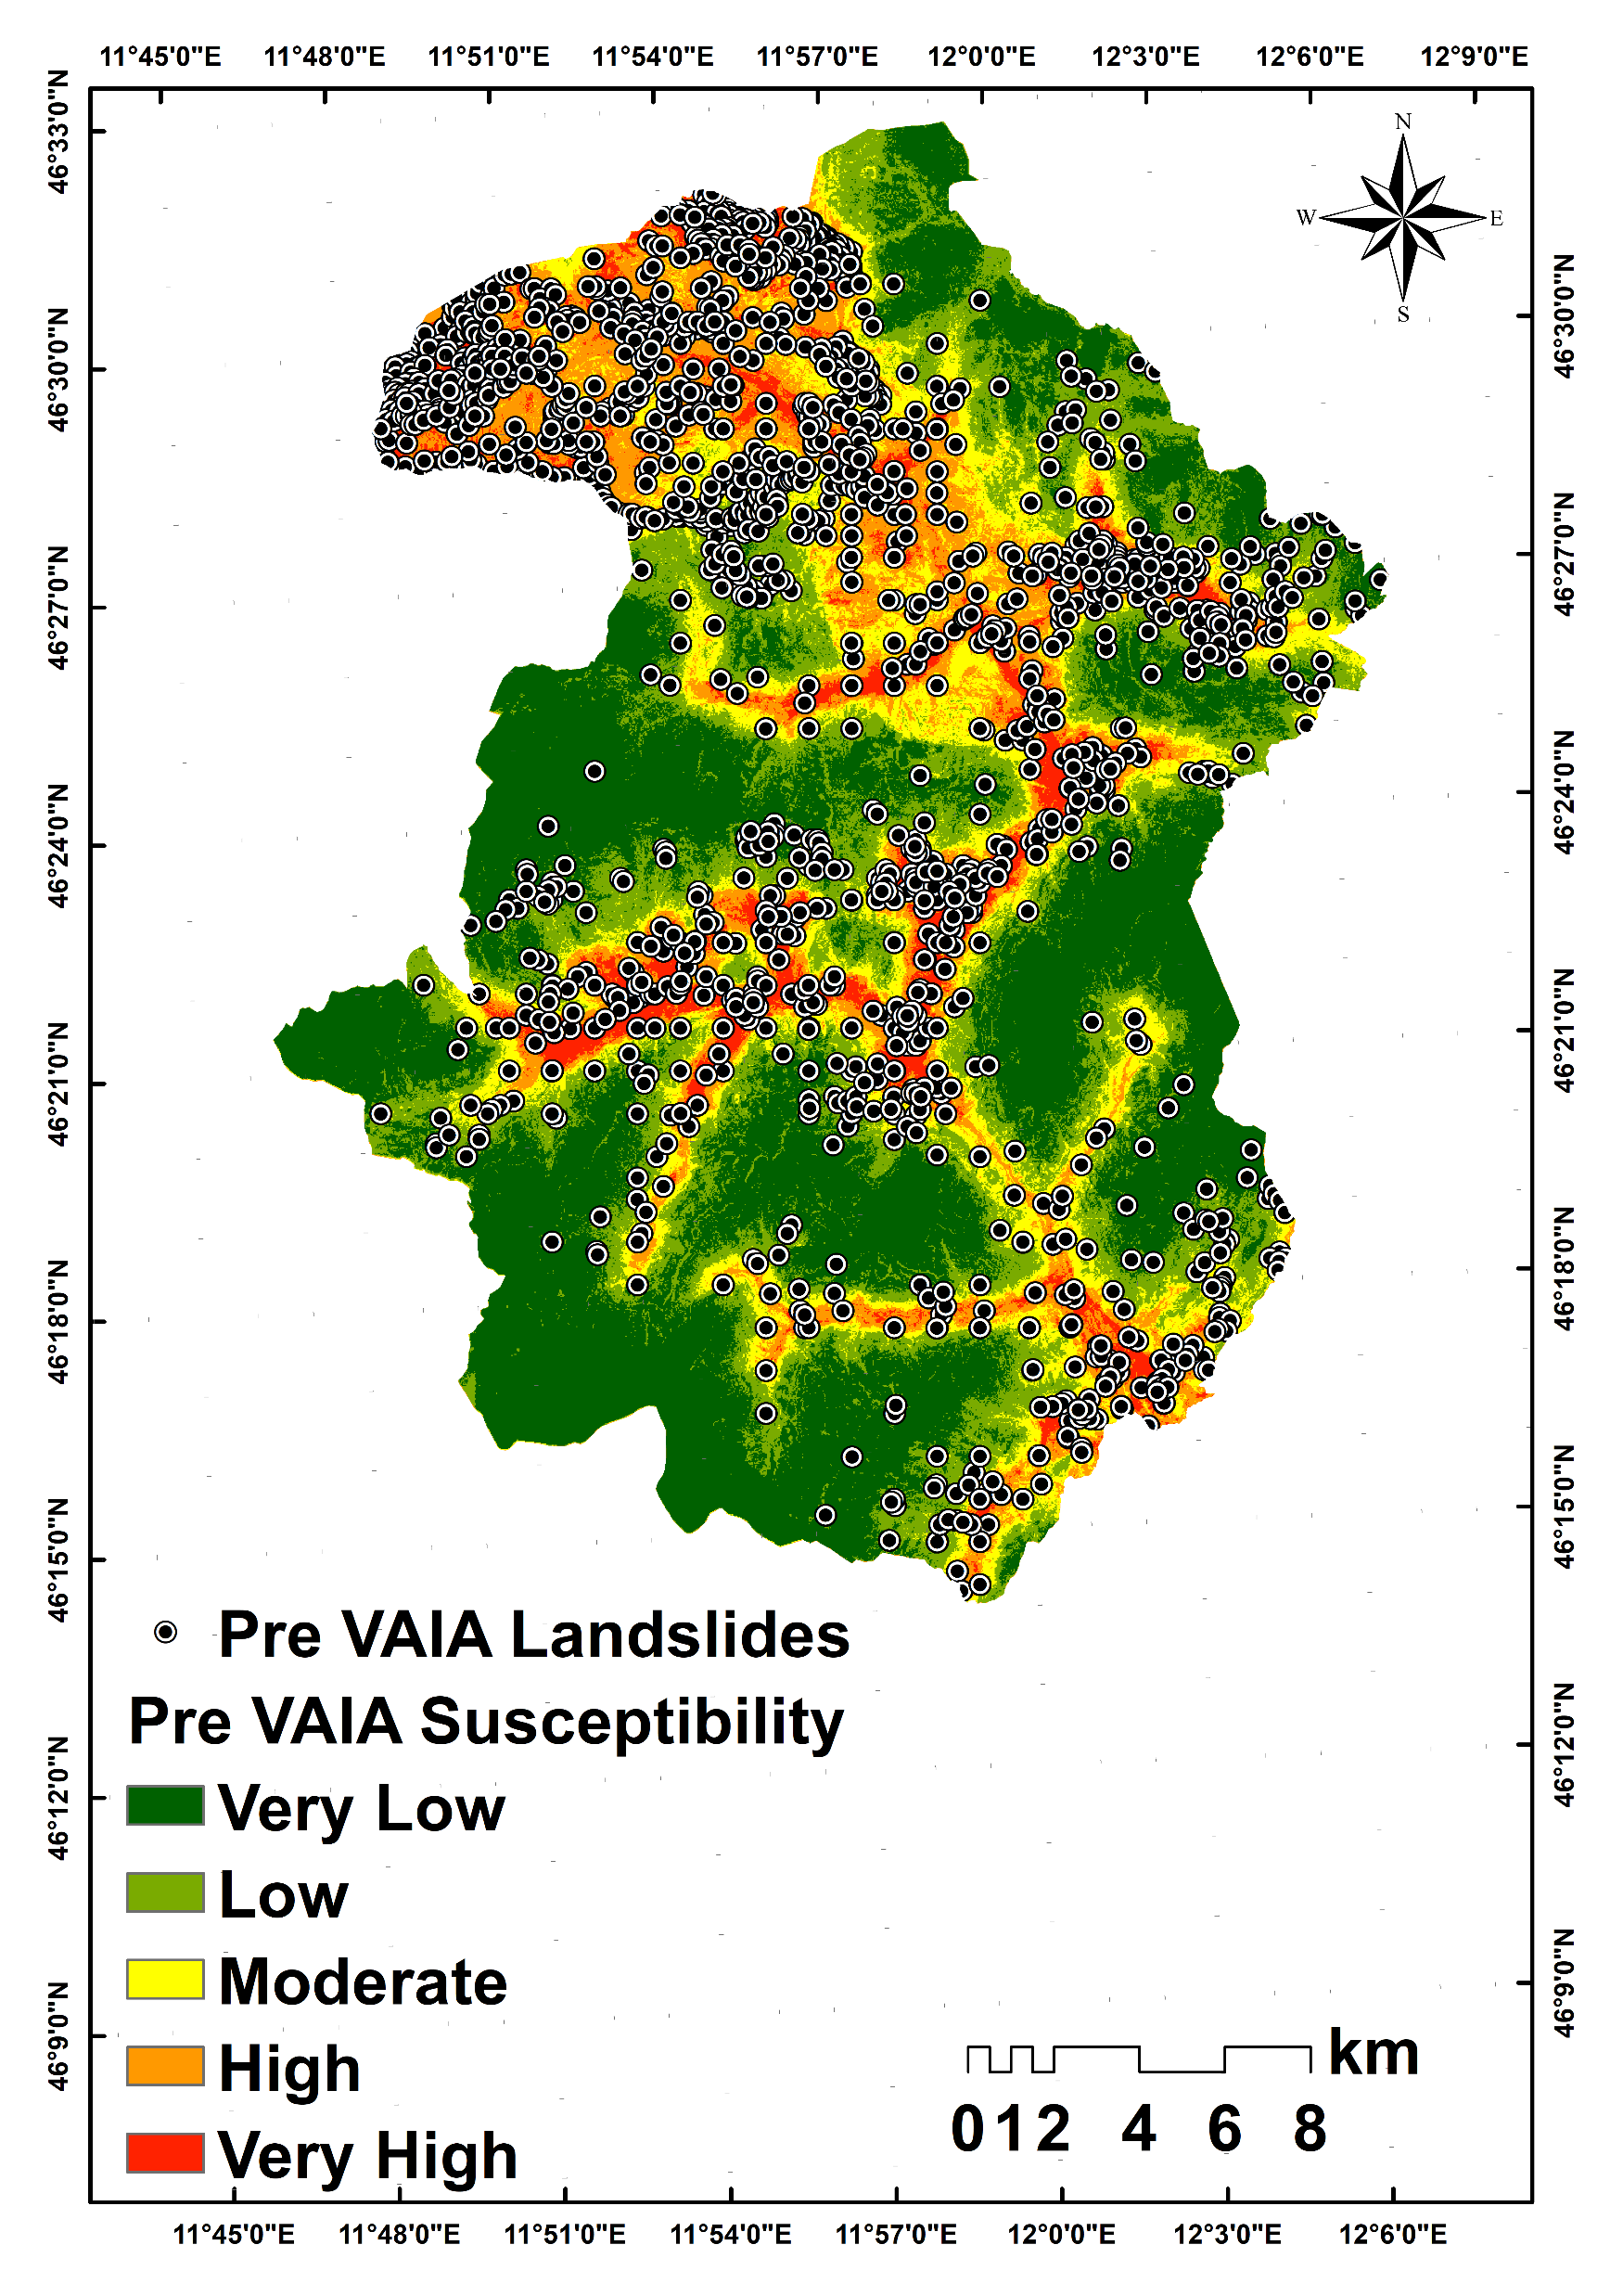 11°45'0"E 11°48'0"E 11°51'0"E 11°54'0"E 11°57'0"E 12°0'0"E 12°3'0"E 12°6'0"E 12°9'0"E
46°33'0"N
46°30'0"N
46°27'0"N
46°24'0"N
46°21'0"N
46°18'0"N
46°15'0"N
46°12'0"N
46°9'0"N
N
W E
S
46°30'0"N
46°27'0"N
46°24'0"N
46°21'0"N
46°18'0"N
46°15'0"N
46°12'0"N
46°9'0"N
Pre VAIA Landslides
Pre VAIA Susceptibility
Very Low
Low
Moderate
High
Very High
km
0 1 2 4 6 8
11°45'0"E 11°48'0"E 11°51'0"E 11°54'0"E 11°57'0"E 12°0'0"E 12°3'0"E 12°6'0"E